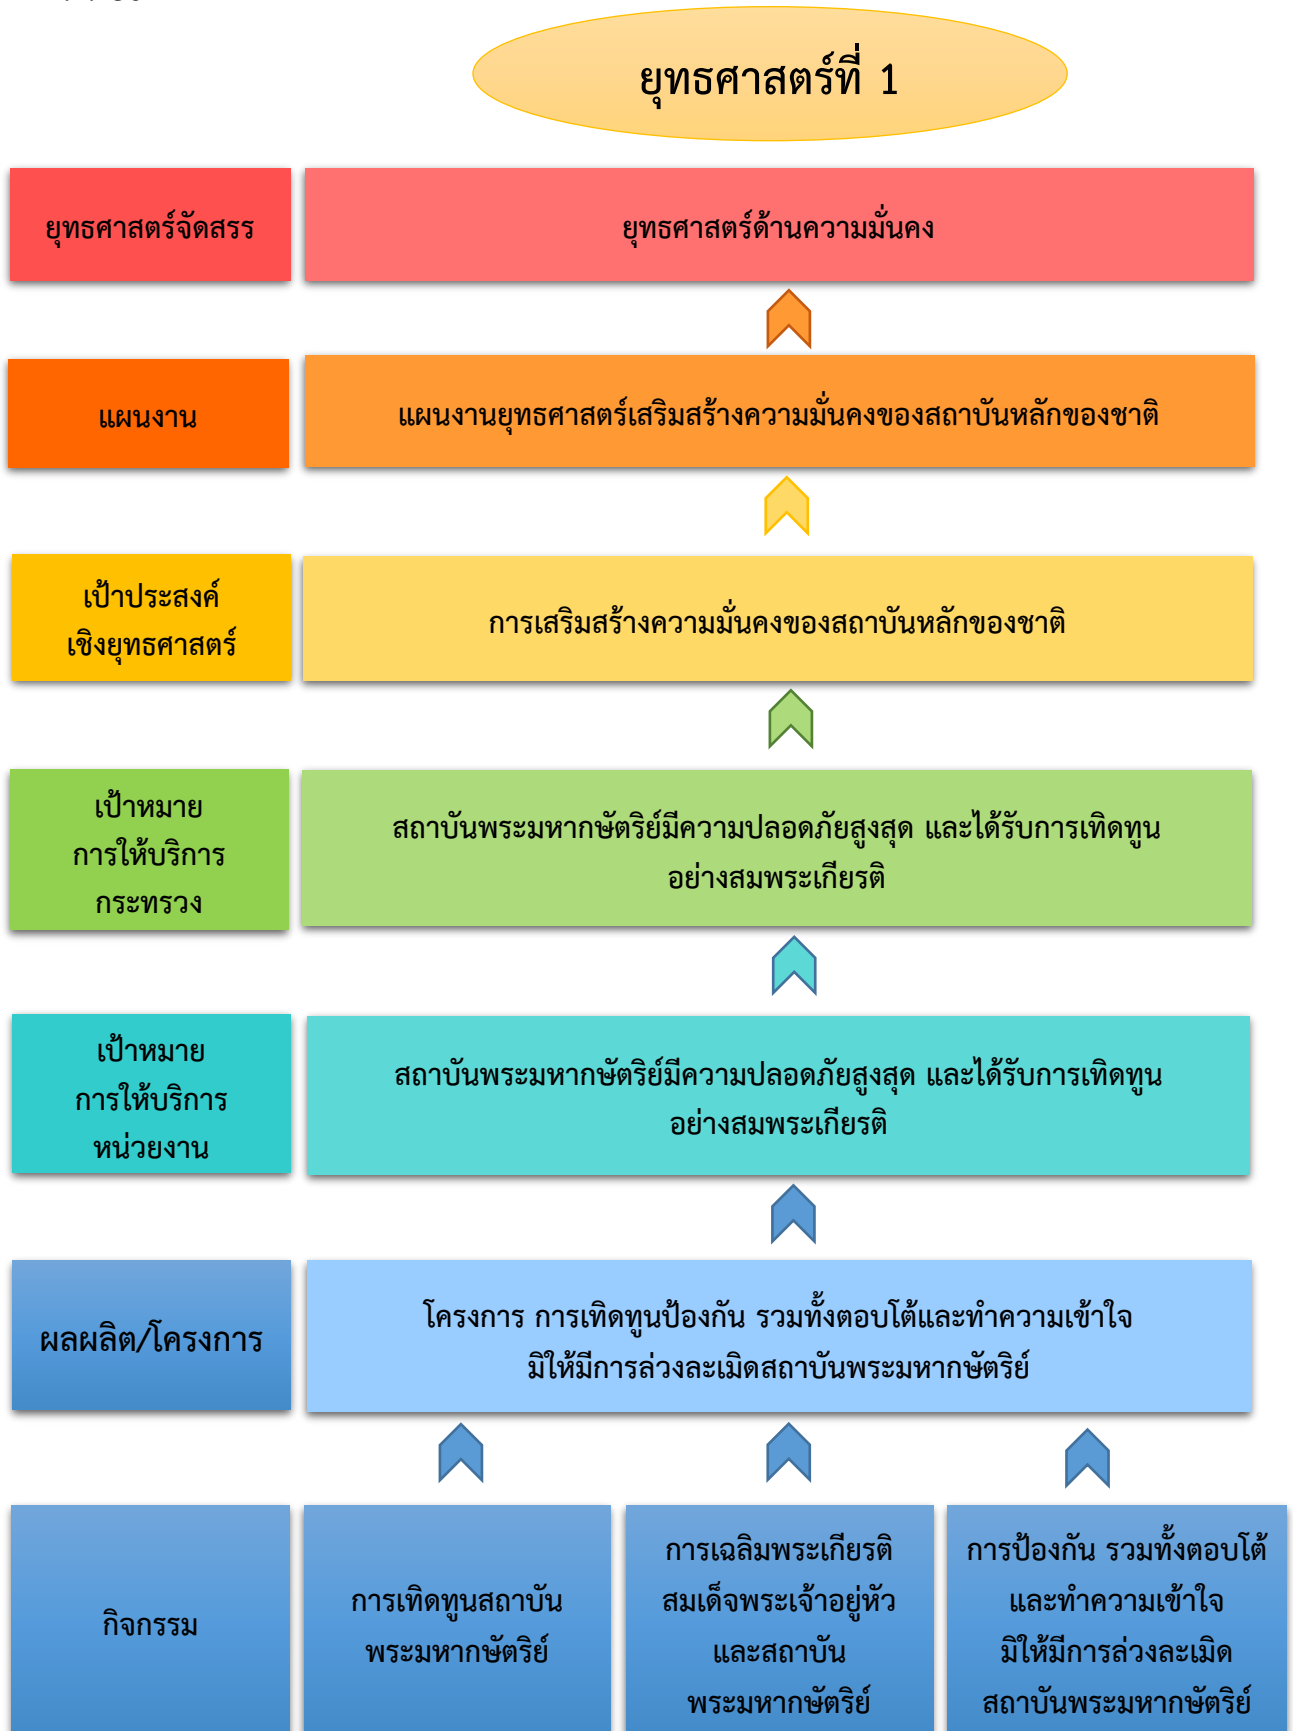 ยุทธศาสตร์ที่ 1
ยุทธศาสตร์จัดสรร
ยุทธศาสตร์ด้านความมั่นคง
แผนงาน
แผนงานยุทธศาสตร์เสริมสร้างความมั่นคงของสถาบันหลักของชาติ
เป้าประสงค์
เชิงยุทธศาสตร์
การเสริมสร้างความมั่นคงของสถาบันหลักของชาติ
เป้าหมาย
การให้บริการ
กระทรวง
สถาบันพระมหากษัตริย์มีความปลอดภัยสูงสุด และได้รับการเทิดทูน
อย่างสมพระเกียรติ
เป้าหมาย
การให้บริการ
หน่วยงาน
สถาบันพระมหากษัตริย์มีความปลอดภัยสูงสุด และได้รับการเทิดทูน
อย่างสมพระเกียรติ
ผลผลิต/โครงการ
โครงการ การเทิดทูนป้องกัน รวมทั้งตอบโต้และทำความเข้าใจ
มิให้มีการล่วงละเมิดสถาบันพระมหากษัตริย์
กิจกรรม
การเทิดทูนสถาบัน
พระมหากษัตริย์
การเฉลิมพระเกียรติ
สมเด็จพระเจ้าอยู่หัว
และสถาบัน
พระมหากษัตริย์
การป้องกัน รวมทั้งตอบโต้
และทำความเข้าใจ
มิให้มีการล่วงละเมิด
สถาบันพระมหากษัตริย์